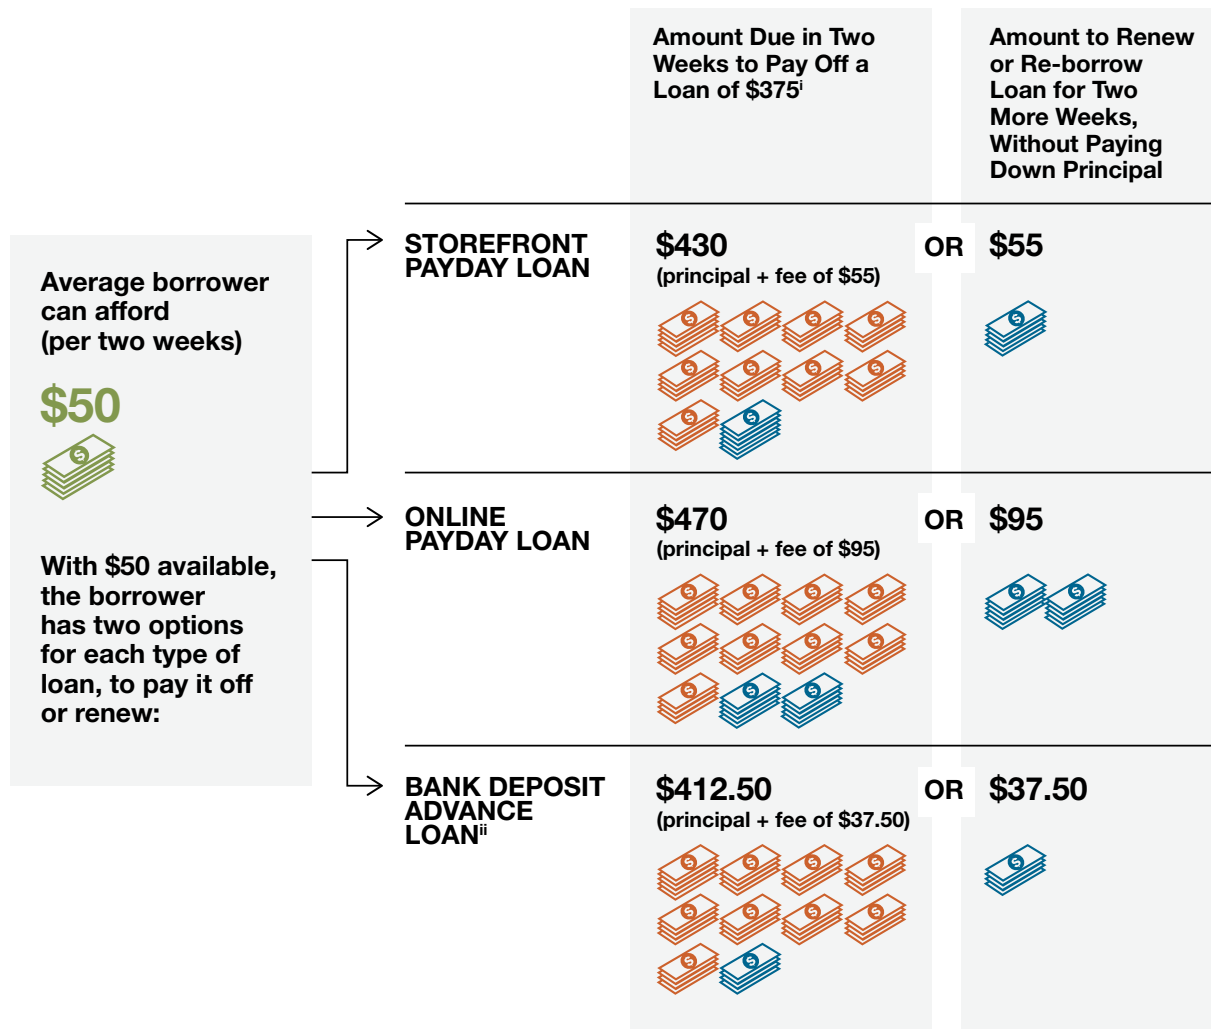 Amount Due in Two
Weeks to Pay Off a
Loan of $375i
Amount to Renew
or Re-borrow
Loan for Two
More Weeks,
Without Paying
Down Principal
Average borrower
can afford
(per two weeks)
$50
With $50 available,
the borrower
has two options
for each type of
loan, to pay it off
or renew:
STOREFRONT
PAYDAY LOAN
$430
(principal + fee of $55)
OR
$55
ONLINE
PAYDAY LOAN
$470
(principal + fee of $95)
OR
$95
BANK DEPOSIT
ADVANCE
LOANii
$412.50
(principal + fee of $37.50)
OR
$37.50